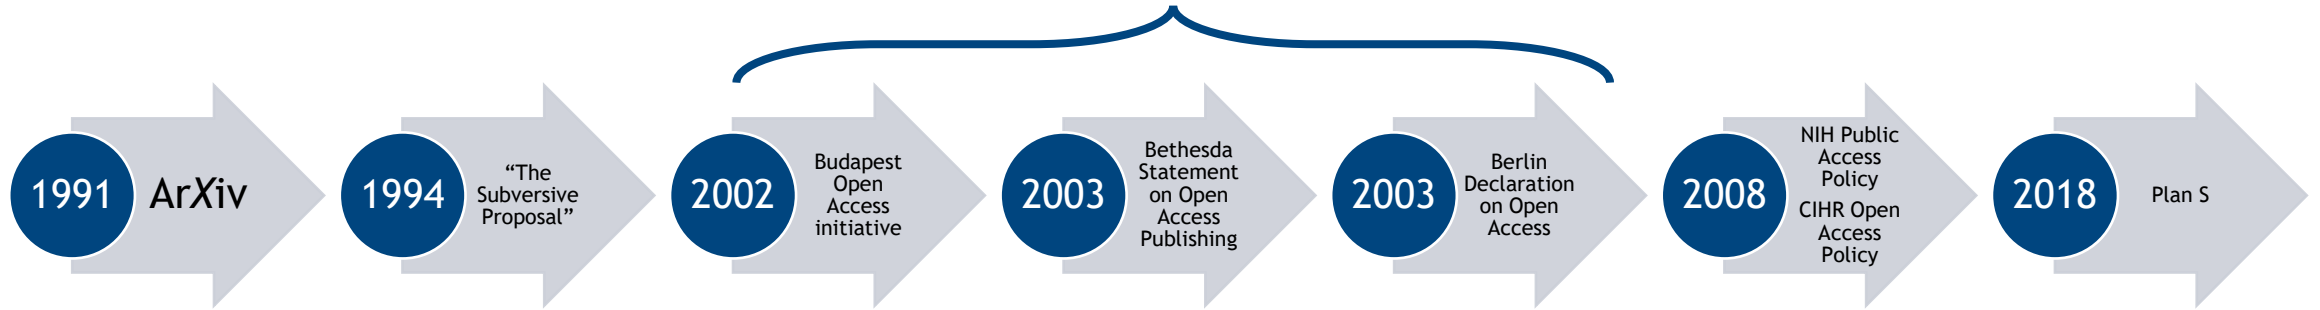 1991
ArXiv
1994
“The
Subversive
Proposal”
2002
Budapest
Open
Access
initiative
2003
Bethesda
Statement
on Open
Access
Publishing
2003
Berlin
Declaration
on Open
Access
2008
NIH Public
Access
Policy
CIHR Open
Access
Policy
2018
Plan S